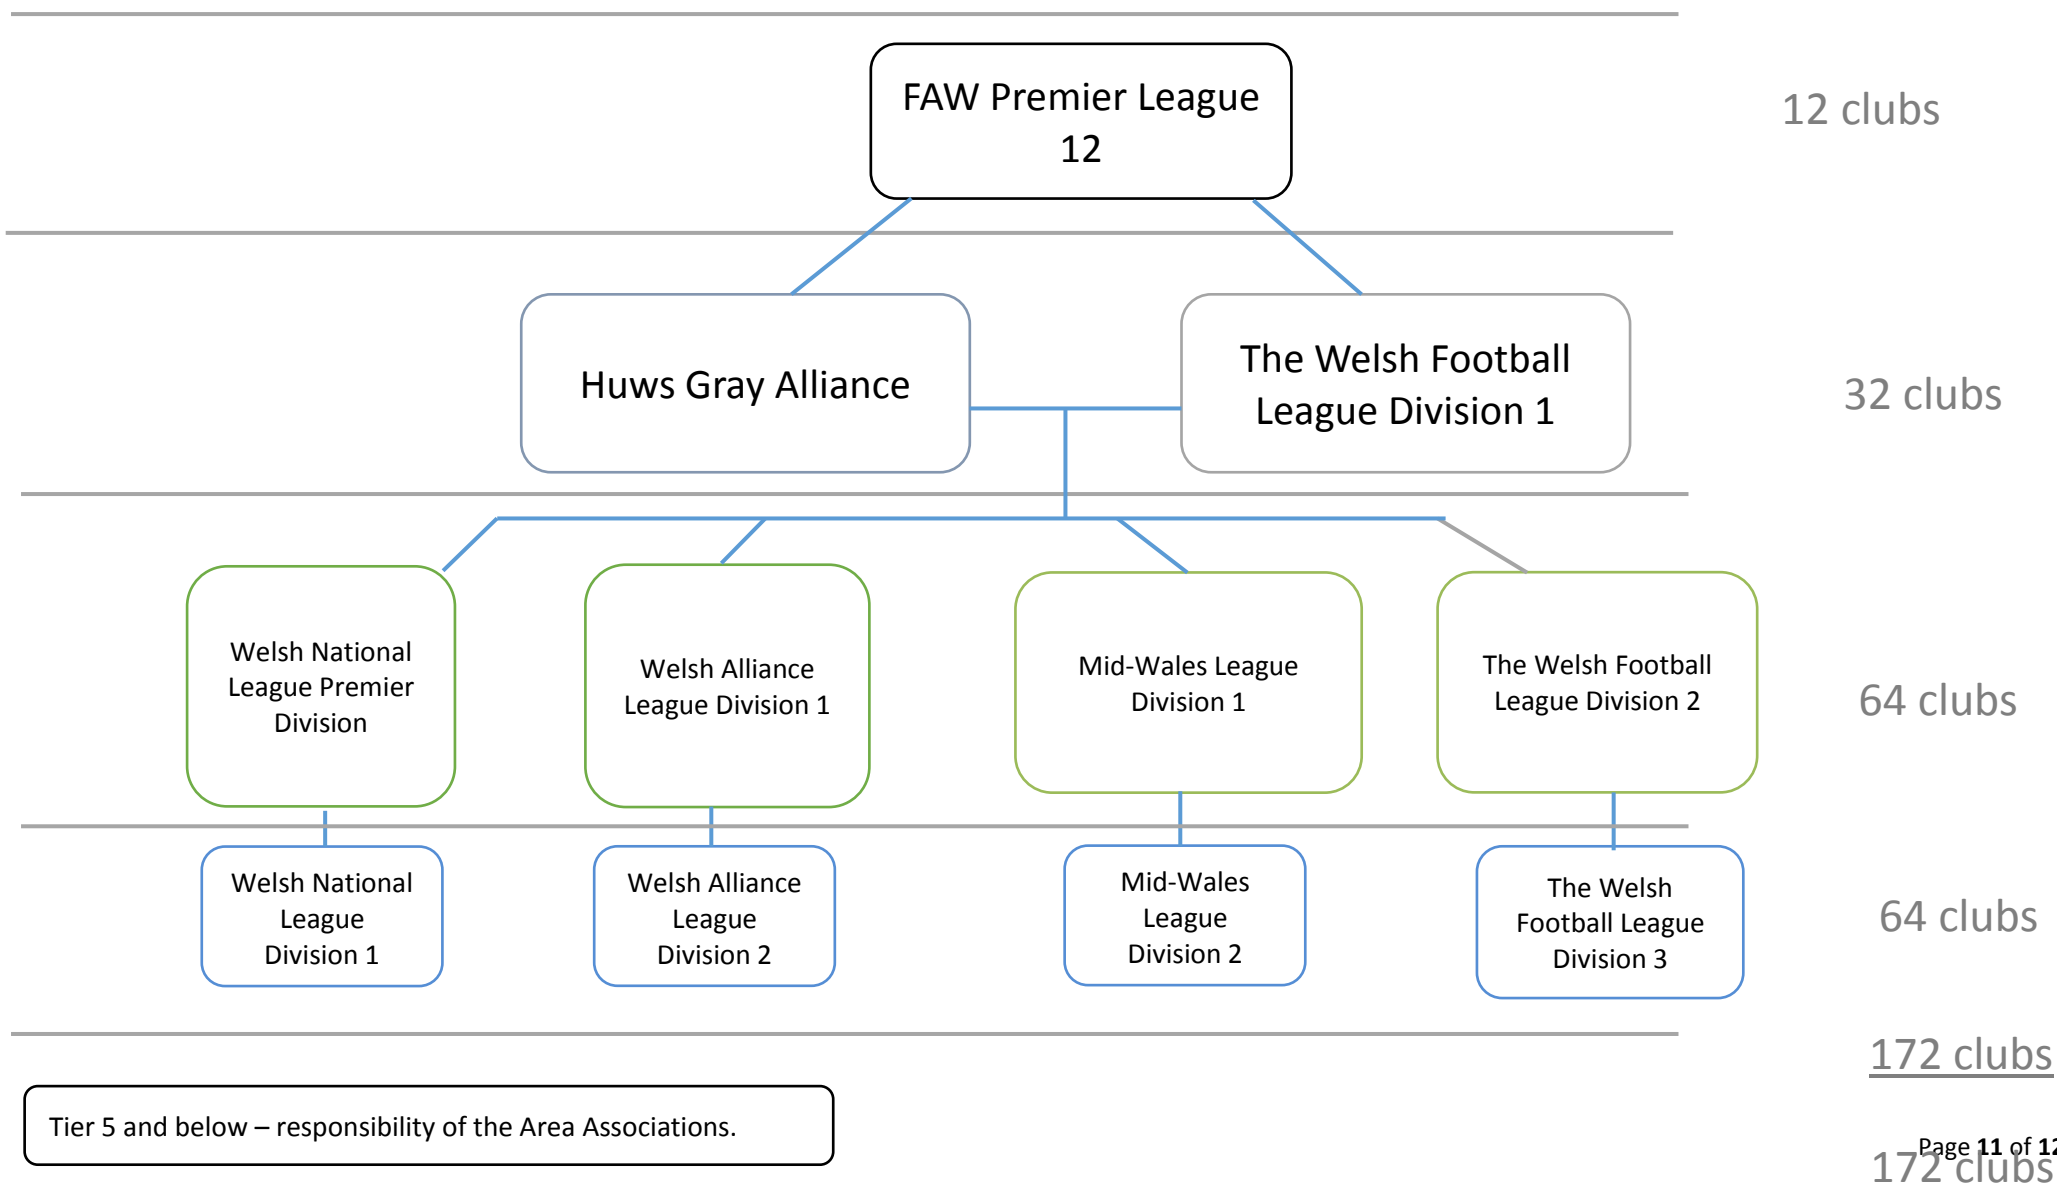 FAW Premier League
12
12 clubs
Huws Gray Alliance
The Welsh Football
League Division 1
32 clubs
Welsh National
League Premier
Division
Welsh Alliance
League Division 1
Mid-Wales League
Division 1
The Welsh Football
League Division 2
64 clubs
Welsh National
League
Division 1
Welsh Alliance
League
Division 2
Mid-Wales
League
Division 2
The Welsh
Football League
Division 3
64 clubs
172 clubs
Tier 5 and below – responsibility of the Area Associations.
Page 11 of 12
172 clubs